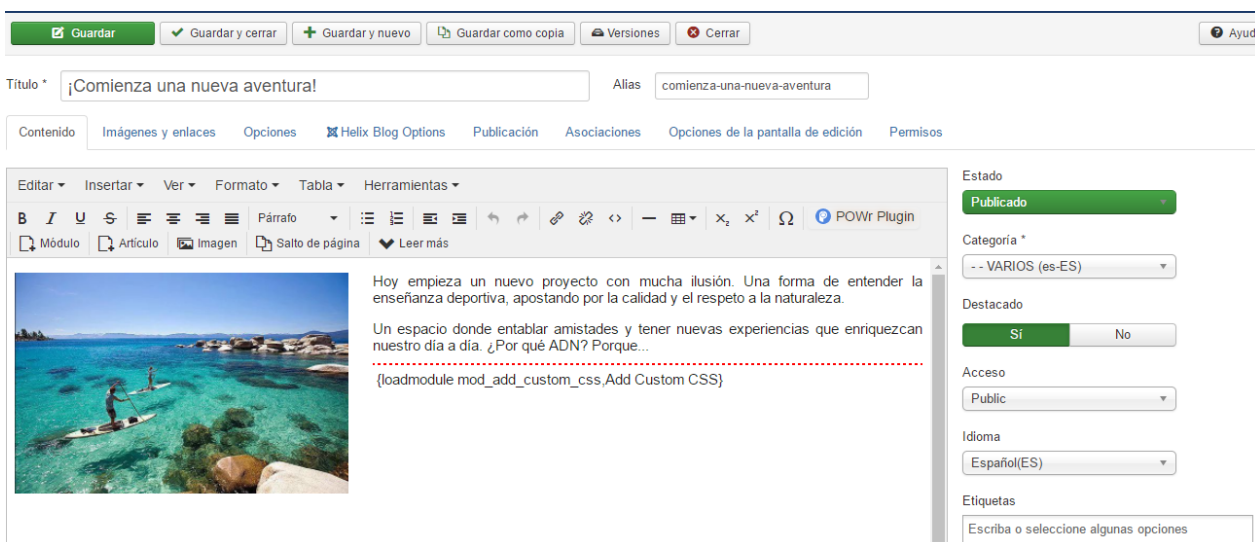 Guardar Guardar y cerrar Guardar y nuevo Guardar como copia Versiones Cerrar Ayud
Título * ¡Comienza una nueva aventura! Alias comienza-una-nueva-aventura
Contenido Imágenes y enlaces Opciones Helix Blog Options Publicación Asociaciones Opciones de la pantalla de edición Permisos
Editar Insertar Ver Formato Tabla Herramientas
B I U S Párrafo X₂ X² Ω POWr Plugin
Módulo Artículo Imagen Salto de página Leer más
Hoy empieza un nuevo proyecto con mucha ilusión. Una forma de entender la
enseñanza deportiva, apostando por la calidad y el respeto a la naturaleza.
Un espacio donde entablar amistades y tener nuevas experiencias que enriquezcan
nuestro día a día. ¿Por qué ADN? Porque...
{loadmodule mod_add_custom_css,Add Custom CSS}
Estado
Publicado
Categoría *
- - VARIOS (es-ES)
Destacado
Sí No
Acceso
Public
Idioma
Español(ES)
Etiquetas
Escriba o seleccione algunas opciones